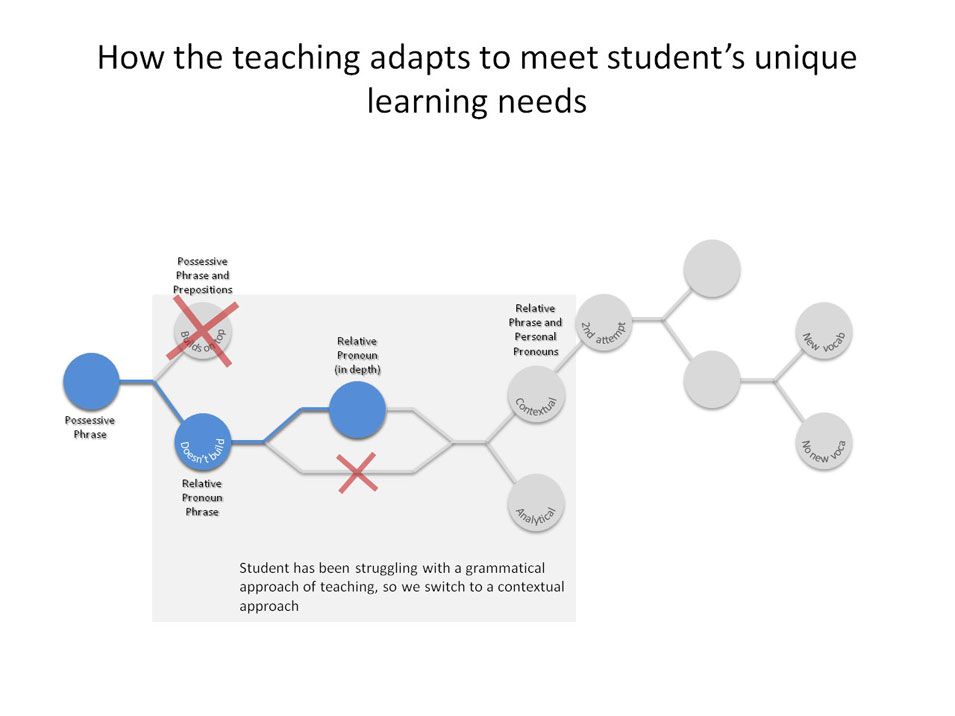 How the teaching adapts to meet student's unique
learning needs
Possessive
Phrase and
Prepositions
Builds on top
Possessive
Phrase
Doesn't build
Relative
Pronoun
Phrase
Relative
Pronoun
(in depth)
Relative
Phrase and
Personal
Pronouns
Contextual
Analytical
2nd attempt
New vocab
No new voca
Student has been struggling with a grammatical
approach of teaching, so we switch to a contextual
approach